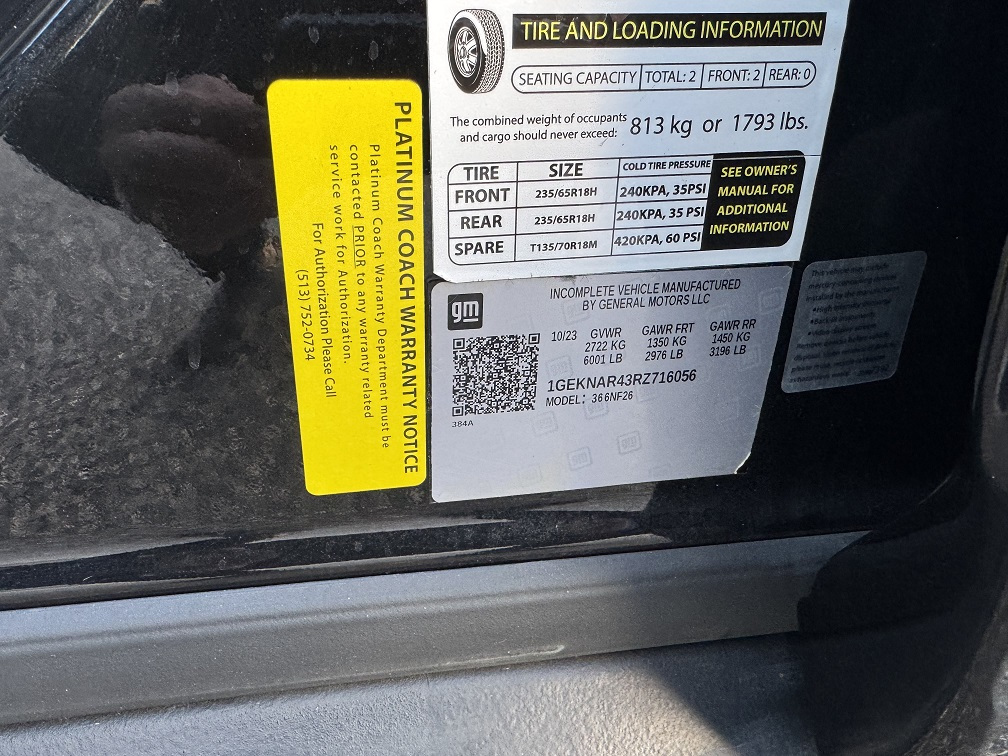 TIRE AND LOADING INFORMATION
SEATING CAPACITY TOTAL: 2 FRONT: 2 REAR: 0
The combined weight of occupants
and cargo should never exceed: 813 kg or 1793 lbs.
TIRE SIZE COLD TIRE PRESSURE
FRONT 235/65R18H 240KPA, 35PSI
REAR 235/65R18H 240KPA, 35 PSI
SPARE T135/70R18M 420KPA, 60 PSI
SEE OWNER'S
MANUAL FOR
ADDITIONAL
INFORMATION
PLATINUM COACH WARRANTY NOTICE
Platinum Coach Warranty Department must be
contacted PRIOR to any warranty related
service work for Authorization.
For Authorization Please Call
(513) 752-0734
gm
INCOMPLETE VEHICLE MANUFACTURED
BY GENERAL MOTORS LLC
10/23 GVWR GAWR FRT GAWR RR
2722 KG 1350 KG 1450 KG
6001 LB 2976 LB 3196 LB
1GEKNAR43RZ716056
MODEL: 366NF26
384A